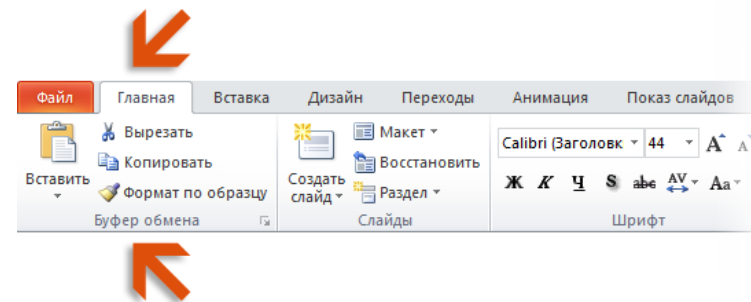 Файл Главная Вставка Дизайн Переходы Анимация Показ слайдов
Вырезать
Копировать
Формат по образцу
Вставить
Буфер обмена
Макет
Восстановить
Раздел
Создать
слайд
Слайды
Calibri (Заголовк 44 A A
Ж К Ч S abc AV Aa
Шрифт